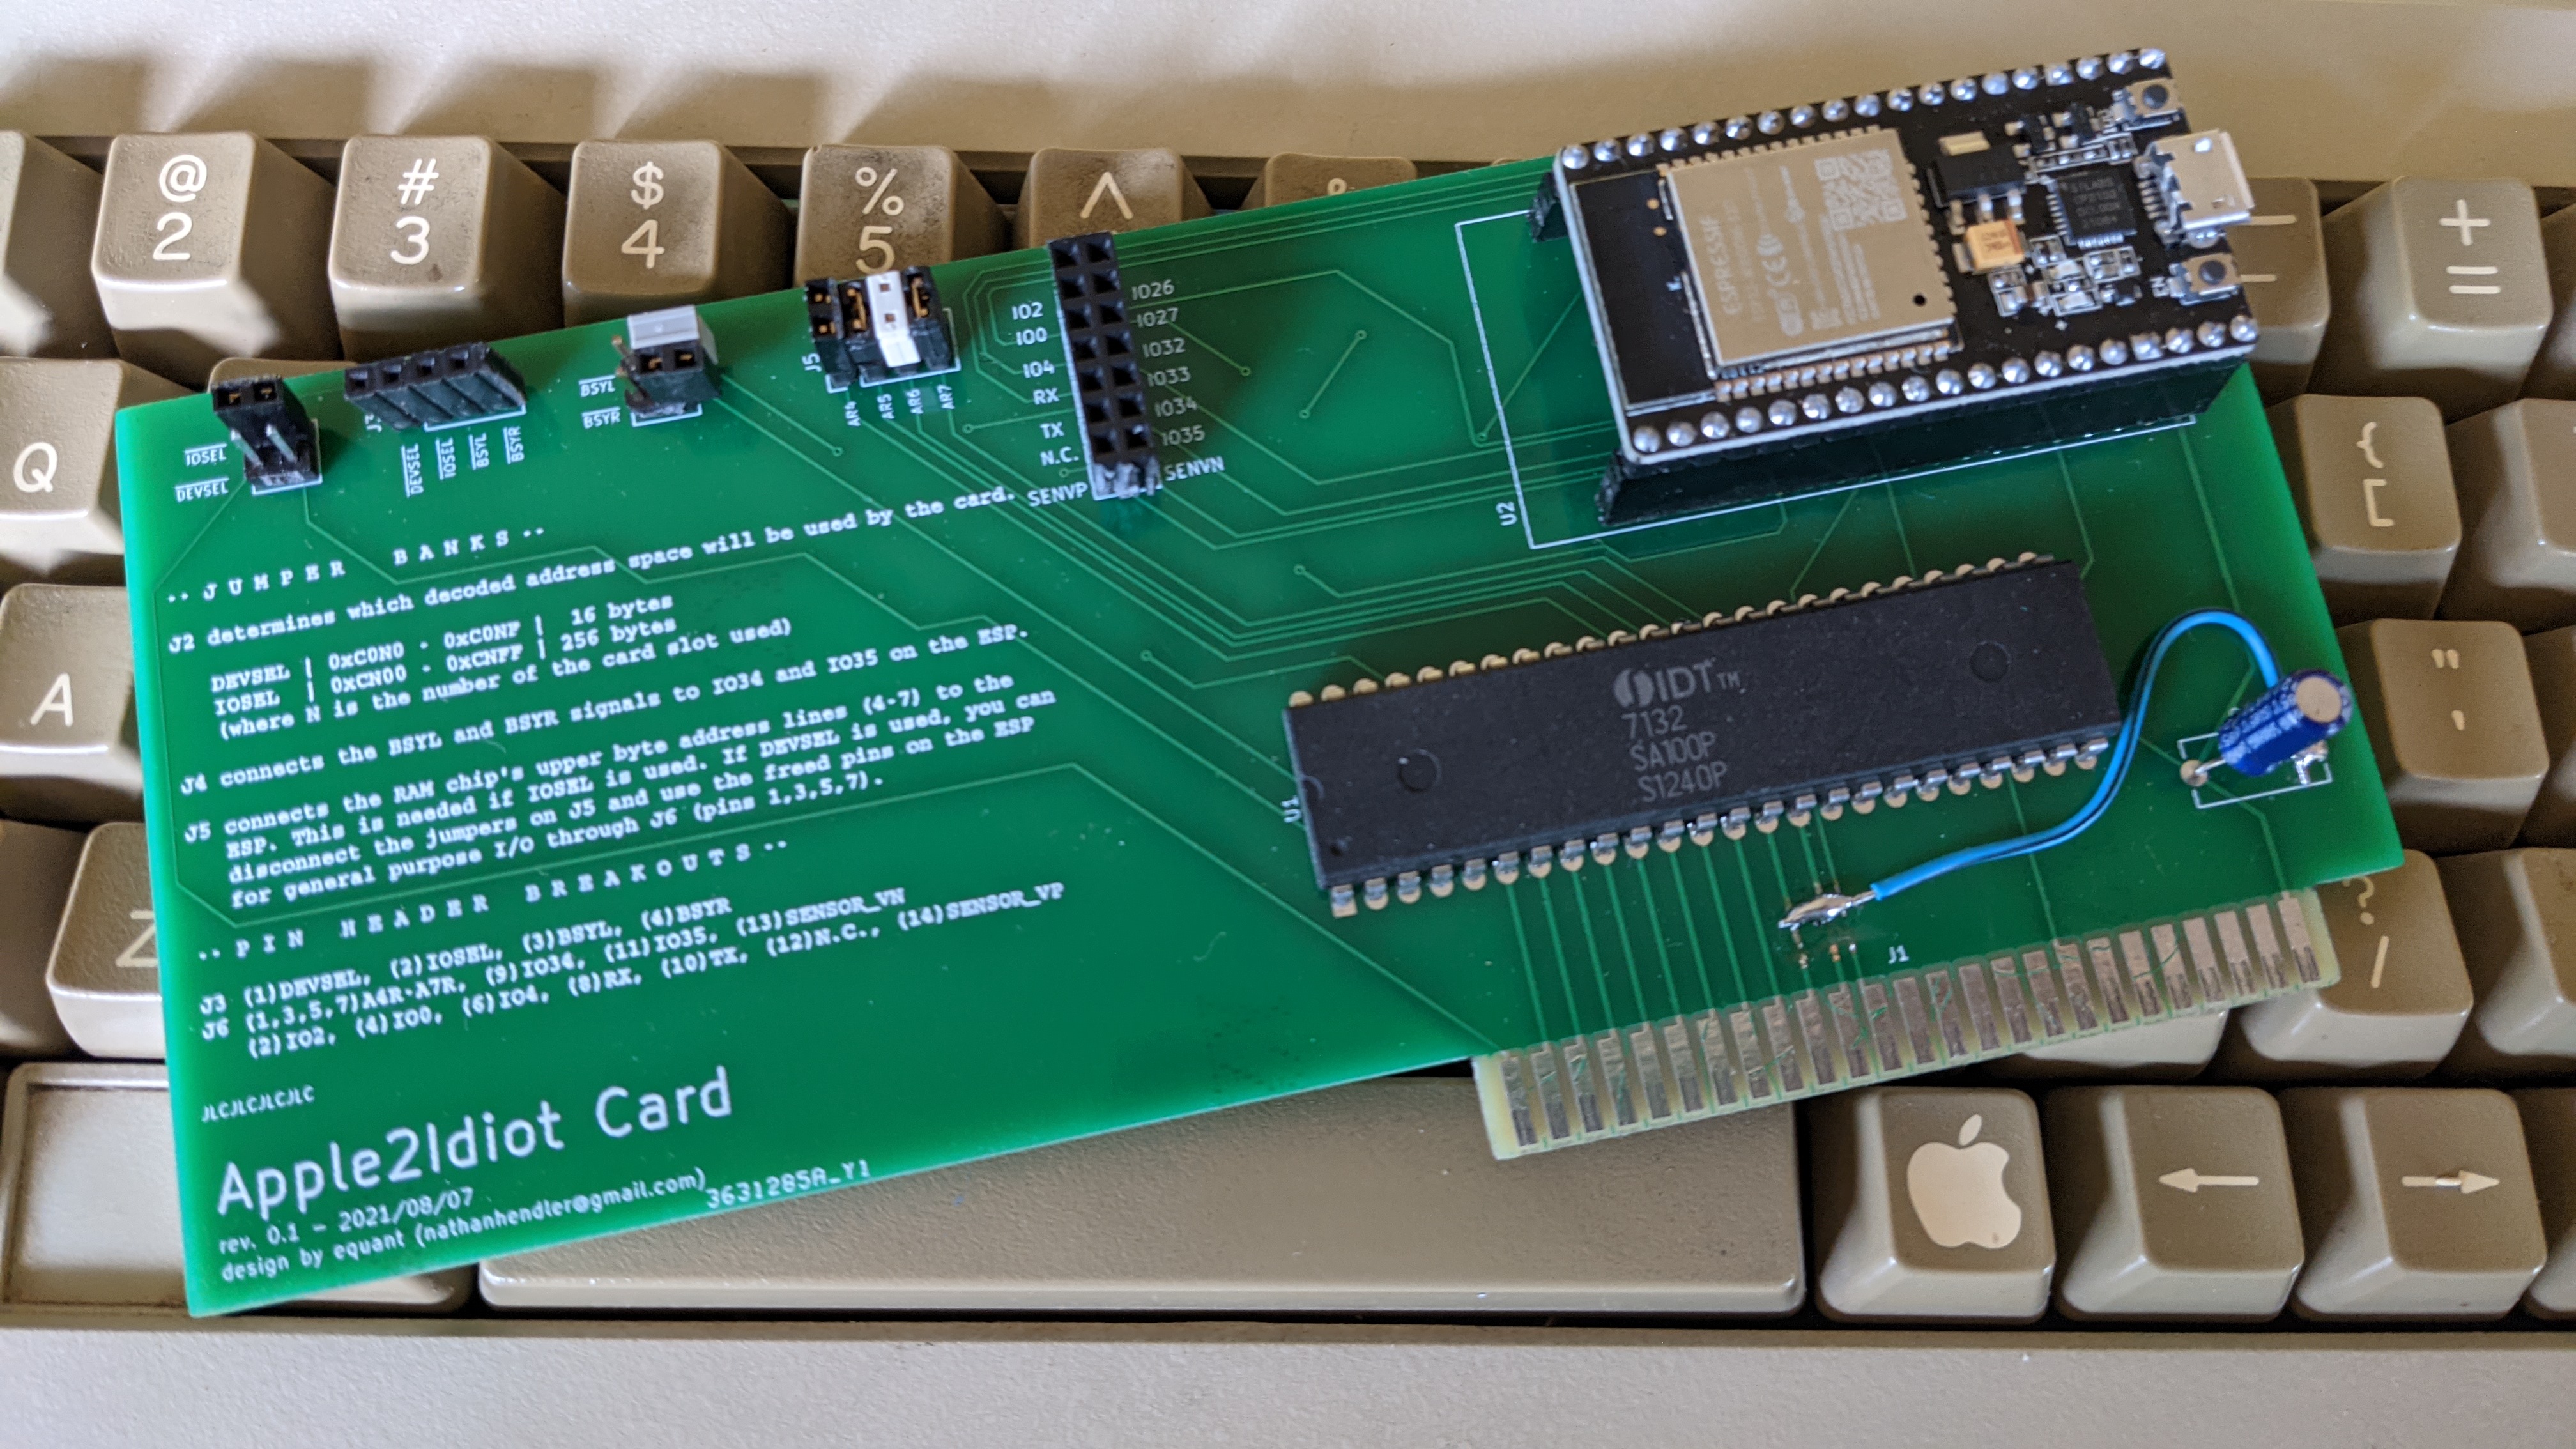 @
2
#
3
$
4
%
5
^
&
+
=
Q
{
[
A
"
'
Z
?
/
IOSEL
DEVSEL
DEVSEL
IOSEL
BSYL
BSYR
BSYL
BSYR
J5
AR4
AR5
AR6
AR7
IO2
IO0
IO4
RX
TX
N.C.
SENVP
IO26
IO27
IO32
IO33
IO34
IO35
SENVN
ESPRESSIF
CE
U2
IDT™
7132
SA100P
S1240P
U1
J1
·· J U M P E R   B A N K S ··
J2 determines which decoded address space will be used by the card.
DEVSEL | 0xC0N0 - 0xC0NF | 16 bytes
IOSEL | 0xCN00 - 0xCNFF | 256 bytes
(where N is the number of the card slot used)
J4 connects the BSYL and BSYR signals to IO34 and IO35 on the ESP.
J5 connects the RAM chip's upper byte address lines (4-7) to the
ESP. This is needed if IOSEL is used. If DEVSEL is used, you can
disconnect the jumpers on J5 and use the freed pins on the ESP
for general purpose I/O through J6 (pins 1,3,5,7).
·· P I N   H E A D E R   B R E A K O U T S ··
J3 (1)DEVSEL, (2)IOSEL, (3)BSYL, (4)BSYR
J6 (1,3,5,7)A4R-A7R, (9)IO34, (11)IO35, (13)SENSOR_VN
(2)IO2, (4)IO0, (6)IO4, (8)RX, (10)TX, (12)N.C., (14)SENSOR_VP
JLCJLCJLCJLC
Apple2Idiot Card
rev. 0.1 - 2021/08/07
design by equant (nathanhendler@gmail.com)
3631285A_Y1